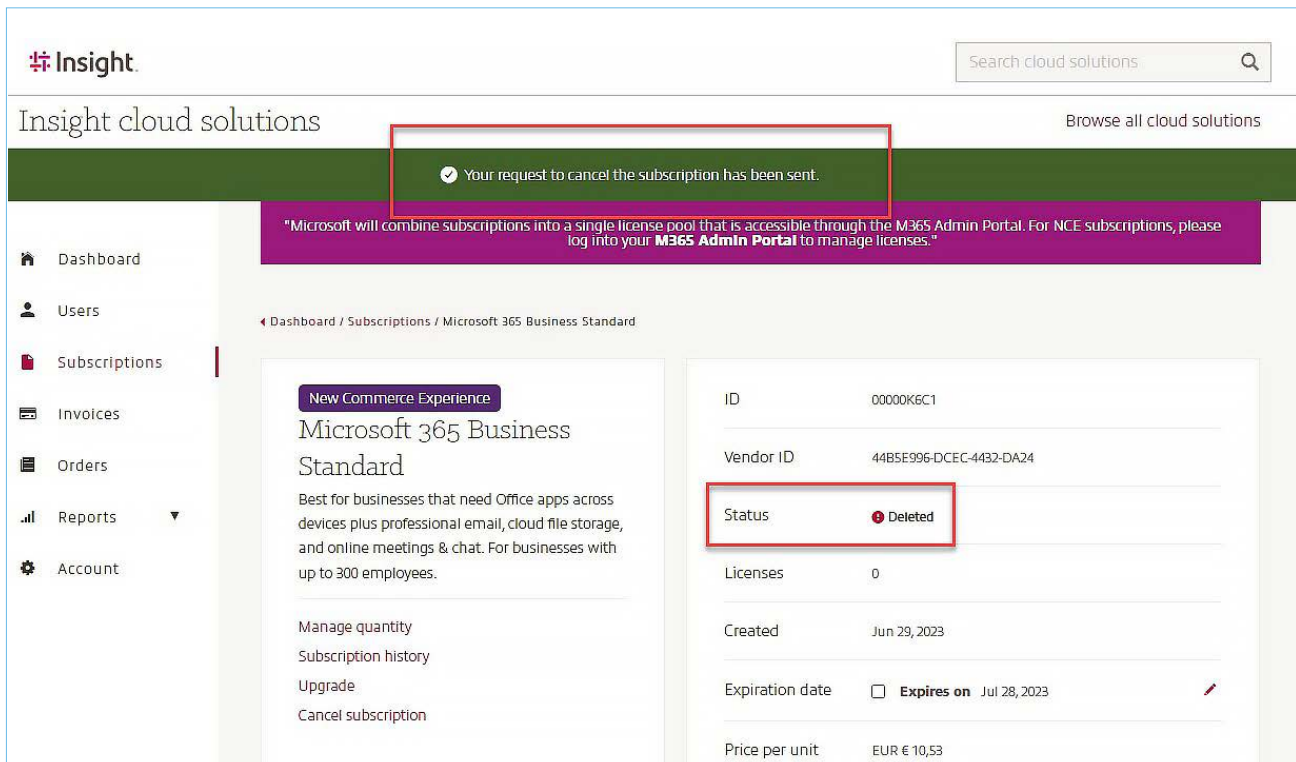 Insight.
Search cloud solutions
Insight cloud solutions
Browse all cloud solutions
Your request to cancel the subscription has been sent.
"Microsoft will combine subscriptions into a single license pool that is accessible through the M365 Admin Portal. For NCE subscriptions, please
log into your M365 Admin Portal to manage licenses."
Dashboard
Users
Subscriptions
Invoices
Orders
Reports
Account
Dashboard / Subscriptions / Microsoft 365 Business Standard
New Commerce Experience
Microsoft 365 Business
Standard
Best for businesses that need Office apps across
devices plus professional email, cloud file storage,
and online meetings & chat. For businesses with
up to 300 employees.
Manage quantity
Subscription history
Upgrade
Cancel subscription
ID 00000K6C1
Vendor ID 44B5E996-DCEC-4432-DA24
Status Deleted
Licenses 0
Created Jun 29, 2023
Expiration date Expires on Jul 28, 2023
Price per unit EUR € 10,53